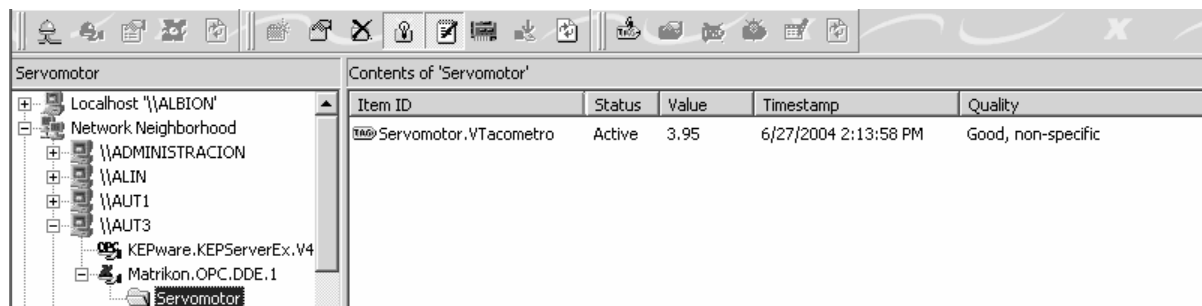 Servomotor
Contents of 'Servomotor'
Localhost '\\ALBION'
Network Neighborhood
\\ADMINISTRACION
\\ALIN
\\AUT1
\\AUT3
KEPware.KEPServerEx.V4
Matrikon.OPC.DDE.1
Servomotor
Item ID Status Value Timestamp Quality
TAG Servomotor.VTacometro Active 3.95 6/27/2004 2:13:58 PM Good, non-specific